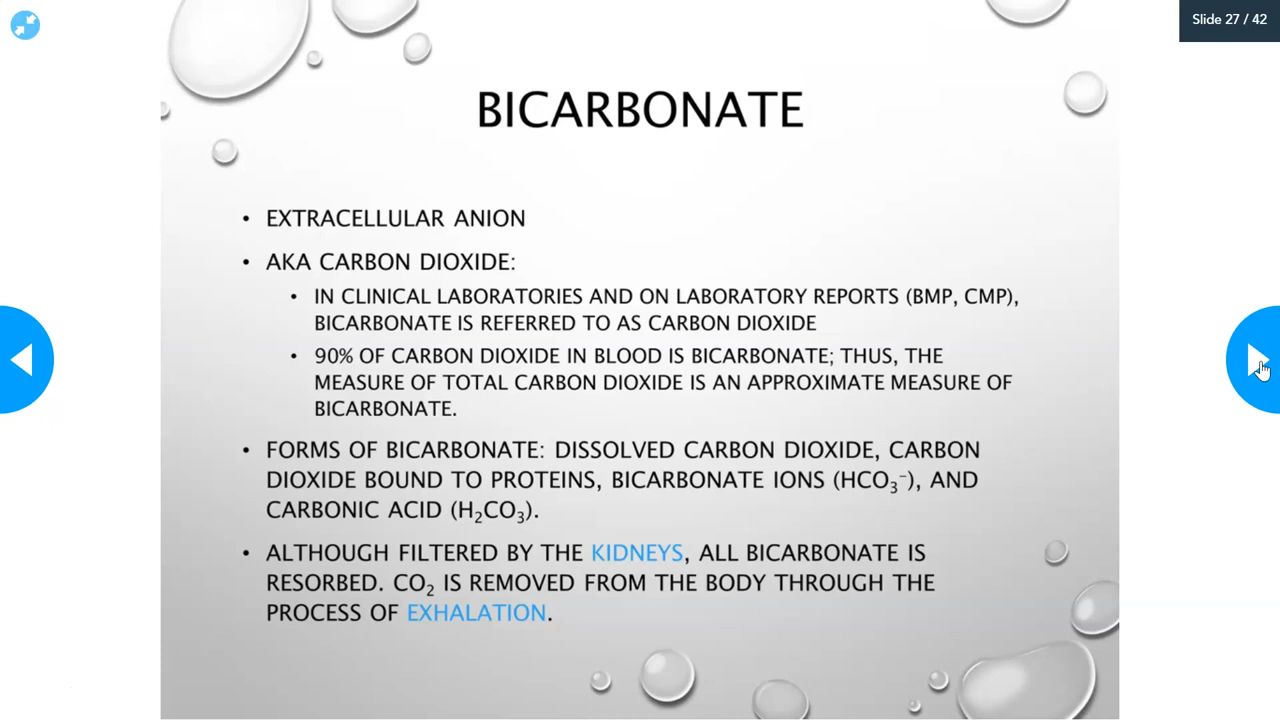 Slide 27 / 42
BICARBONATE
• EXTRACELLULAR ANION
• AKA CARBON DIOXIDE:
• IN CLINICAL LABORATORIES AND ON LABORATORY REPORTS (BMP, CMP),
BICARBONATE IS REFERRED TO AS CARBON DIOXIDE
• 90% OF CARBON DIOXIDE IN BLOOD IS BICARBONATE; THUS, THE
MEASURE OF TOTAL CARBON DIOXIDE IS AN APPROXIMATE MEASURE OF
BICARBONATE.
• FORMS OF BICARBONATE: DISSOLVED CARBON DIOXIDE, CARBON
DIOXIDE BOUND TO PROTEINS, BICARBONATE IONS (HCO₃⁻), AND
CARBONIC ACID (H₂CO₃).
• ALTHOUGH FILTERED BY THE KIDNEYS, ALL BICARBONATE IS
RESORBED. CO₂ IS REMOVED FROM THE BODY THROUGH THE
PROCESS OF EXHALATION.